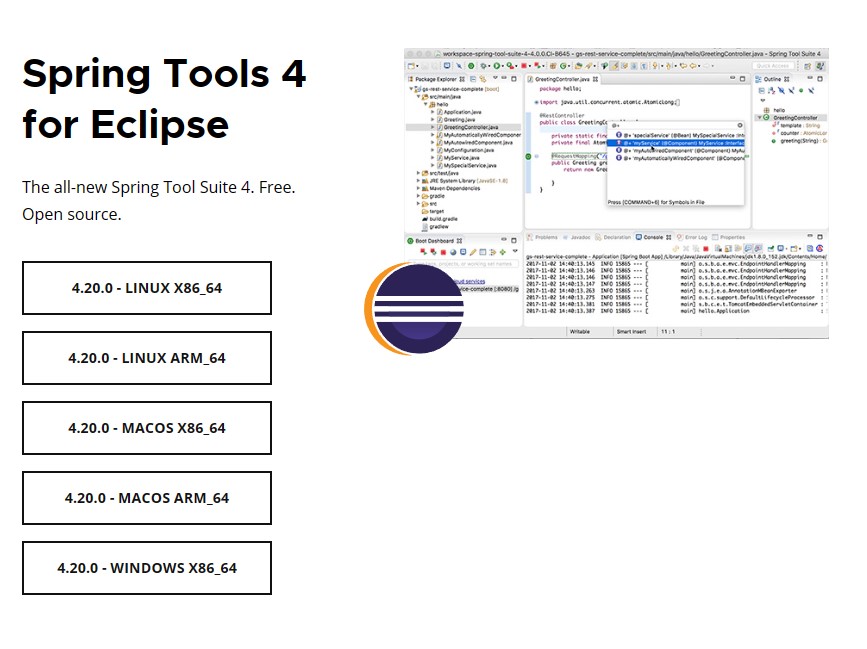 Spring Tools 4
for Eclipse
The all-new Spring Tool Suite 4. Free.
Open source.
4.20.0 - LINUX X86_64
4.20.0 - LINUX ARM_64
4.20.0 - MACOS X86_64
4.20.0 - MACOS ARM_64
4.20.0 - WINDOWS X86_64
workspace-spring-tool-suite-4-4.0.0.CI-B645 - gs-rest-service-complete/src/main/java/hello/GreetingController.java - Spring Tool Suite 4
Quick Access
Package Explorer
gs-rest-service-complete [boot]
src/main/java
hello
Application.java
Greeting.java
GreetingController.java
MyAutomaticallyWiredComponen
MyAutowiredComponent.java
MyConfiguration.java
MyService.java
MySpecialService.java
src/test/java
JRE System Library [JavaSE-1.8]
Maven Dependencies
gradle
src
target
build.gradle
gradlew
GreetingController.java
package hello;
import java.util.concurrent.atomic.AtomicLong;
@RestController
public class GreetingCon
private static fina
private final Atom
@RequestMapping("/g
public Greeting gre
return new Gree
}
}
@+
@+ 'specialService' (@Bean) MySpecialService
@+ 'myService' (@Component) MyService
@+ 'myAutowiredComponent' (@Component)
@+ 'myAutomaticallyWiredComponent' (@Compon
Press [COMMAND+6] for Symbols in File
Outline
hello
GreetingController
template : String
counter : AtomicLon
greeting(String) : G
Boot Dashboard
Problems
Javadoc
Declaration
Console
Error Log
Properties
gs-rest-service-complete - Application [Spring Boot App]
2017-11-02 14:40:13.145 INFO 15865 --- [ main] o.s.b.a.e.mvc.EndpointHandlerMapping :
2017-11-02 14:40:13.146 INFO 15865 --- [ main] o.s.b.a.e.mvc.EndpointHandlerMapping :
2017-11-02 14:40:13.146 INFO 15865 --- [ main] o.s.b.a.e.mvc.EndpointHandlerMapping :
2017-11-02 14:40:13.147 INFO 15865 --- [ main] o.s.b.a.e.mvc.EndpointHandlerMapping :
2017-11-02 14:40:13.263 INFO 15865 --- [ main] o.s.j.e.a.AnnotationMBeanExporter :
2017-11-02 14:40:13.275 INFO 15865 --- [ main] o.s.c.support.DefaultLifecycleProcessor :
2017-11-02 14:40:13.381 INFO 15865 --- [ main] s.b.c.e.t.TomcatEmbeddedServletContainer :
2017-11-02 14:40:13.387 INFO 15865 --- [ main] hello.Application :
Writable
Smart Insert
11 : 1